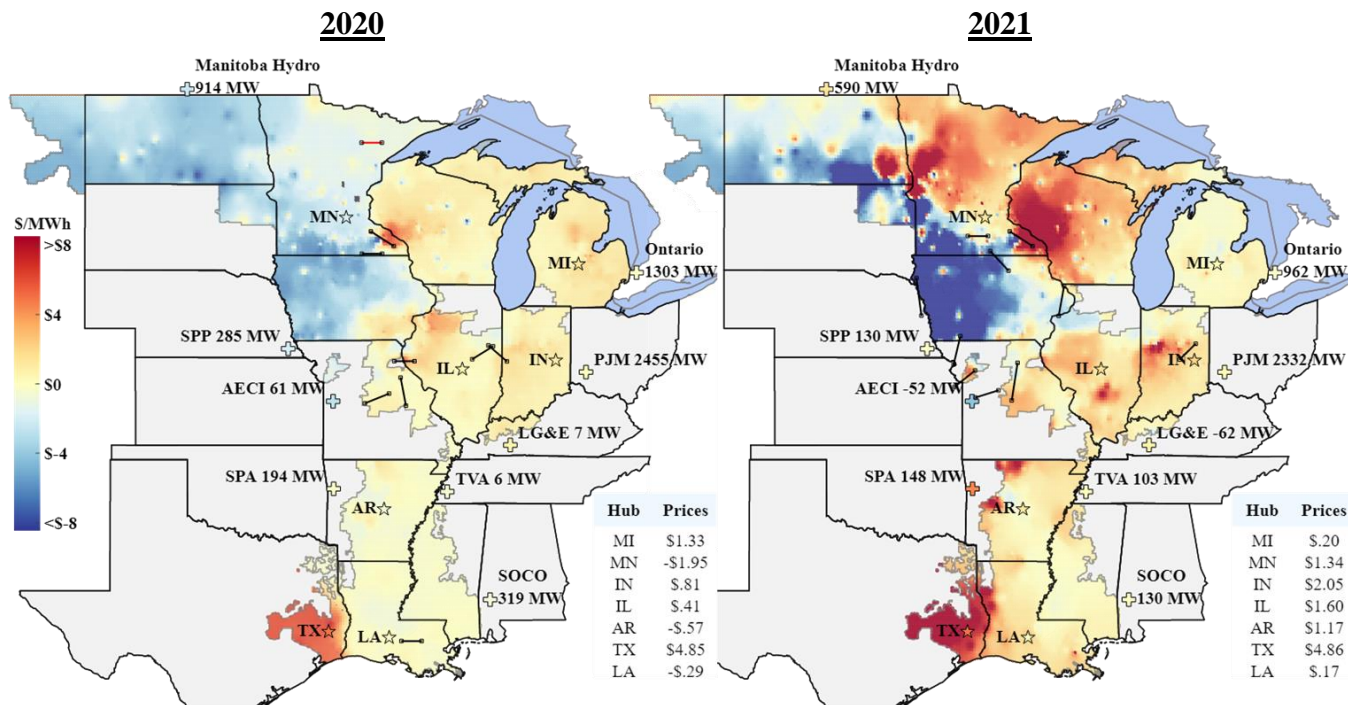 2020
Manitoba Hydro
914 MW
$/MWh
>$8
$4
$0
$-4
<$-8
MN
MI
Ontario
1303 MW
SPP 285 MW
IL
IN
PJM 2455 MW
AECI 61 MW
LG&E 7 MW
SPA 194 MW
TVA 6 MW
AR
SOCO
319 MW
TX
LA
Hub Prices
MI $1.33
MN -$1.95
IN $.81
IL $.41
AR -$.57
TX $4.85
LA -$.29
2021
Manitoba Hydro
590 MW
MN
MI
Ontario
962 MW
SPP 130 MW
IL
IN
PJM 2332 MW
AECI -52 MW
LG&E -62 MW
SPA 148 MW
TVA 103 MW
AR
SOCO
130 MW
TX
LA
Hub Prices
MI $.20
MN $1.34
IN $2.05
IL $1.60
AR $1.17
TX $4.86
LA $.17